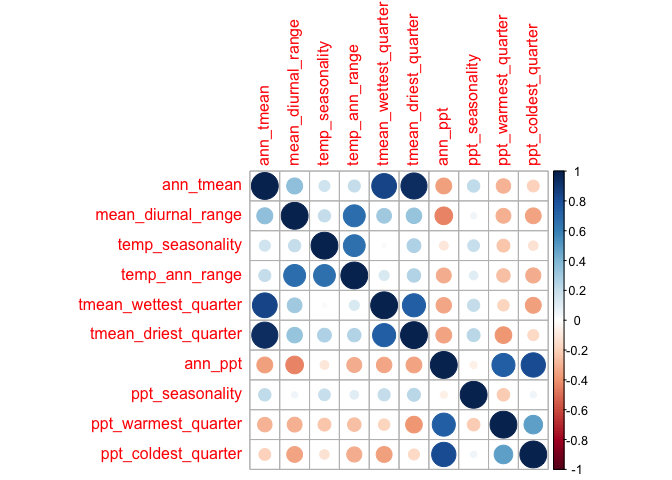 ann_tmean
mean_diurnal_range
temp_seasonality
temp_ann_range
tmean_wettest_quarter
tmean_driest_quarter
ann_ppt
ppt_seasonality
ppt_warmest_quarter
ppt_coldest_quarter
ann_tmean
mean_diurnal_range
temp_seasonality
temp_ann_range
tmean_wettest_quarter
tmean_driest_quarter
ann_ppt
ppt_seasonality
ppt_warmest_quarter
ppt_coldest_quarter
1
0.8
0.6
0.4
0.2
0
-0.2
-0.4
-0.6
-0.8
-1